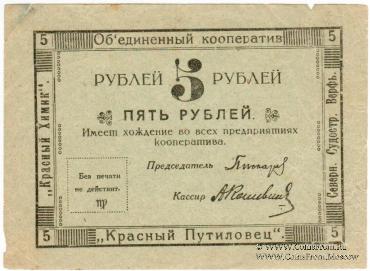 5 Об'единенный кооператив 5
"Красный Химик".
РУБЛЕЙ 5 РУБЛЕЙ
ПЯТЬ РУБЛЕЙ.
Имеет хождение во всех предприятиях
кооператива.
Председатель
Без печати
не действит.
Кассир
Северн. Судостр. Верфь.
5 „Красный Путиловец". 5